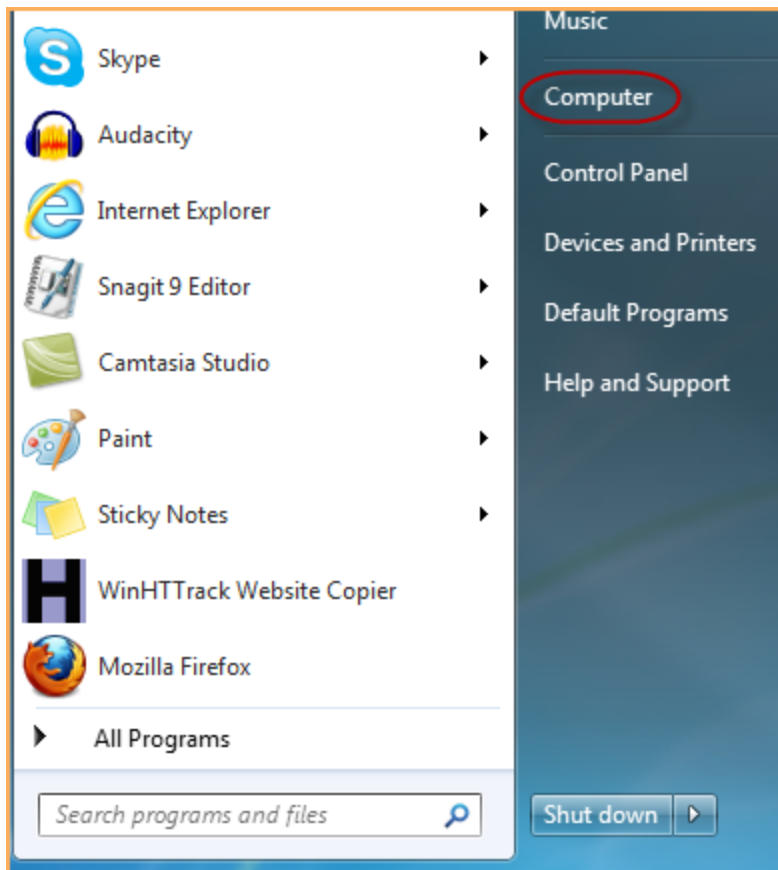 Skype
Audacity
Internet Explorer
Snagit 9 Editor
Camtasia Studio
Paint
Sticky Notes
WinHTTrack Website Copier
Mozilla Firefox
All Programs
Search programs and files
Music
Computer
Control Panel
Devices and Printers
Default Programs
Help and Support
Shut down